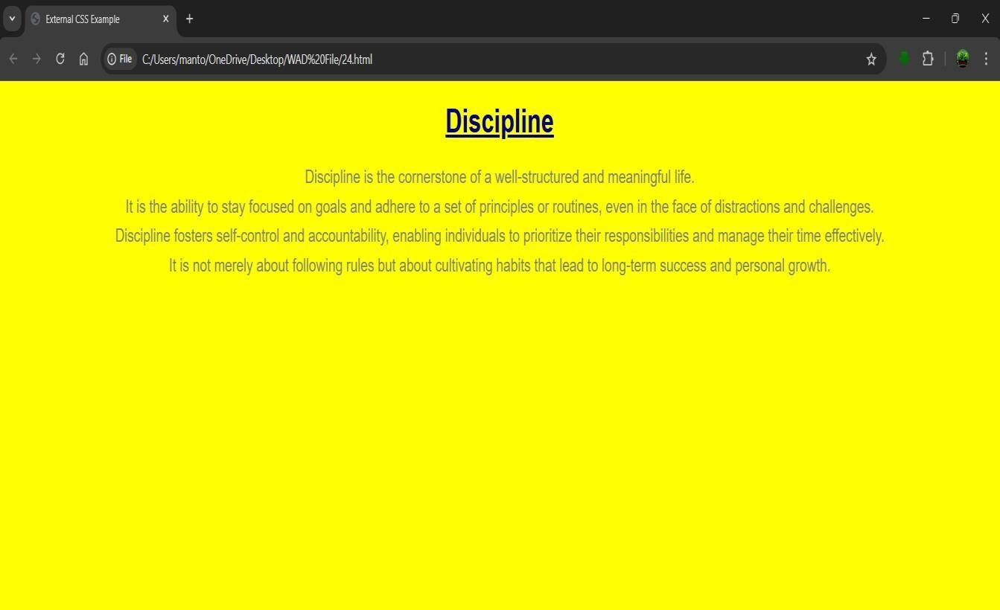 External CSS Example
File C:/Users/manto/OneDrive/Desktop/WAD%20File/24.html
Discipline
Discipline is the cornerstone of a well-structured and meaningful life.
It is the ability to stay focused on goals and adhere to a set of principles or routines, even in the face of distractions and challenges.
Discipline fosters self-control and accountability, enabling individuals to prioritize their responsibilities and manage their time effectively.
It is not merely about following rules but about cultivating habits that lead to long-term success and personal growth.